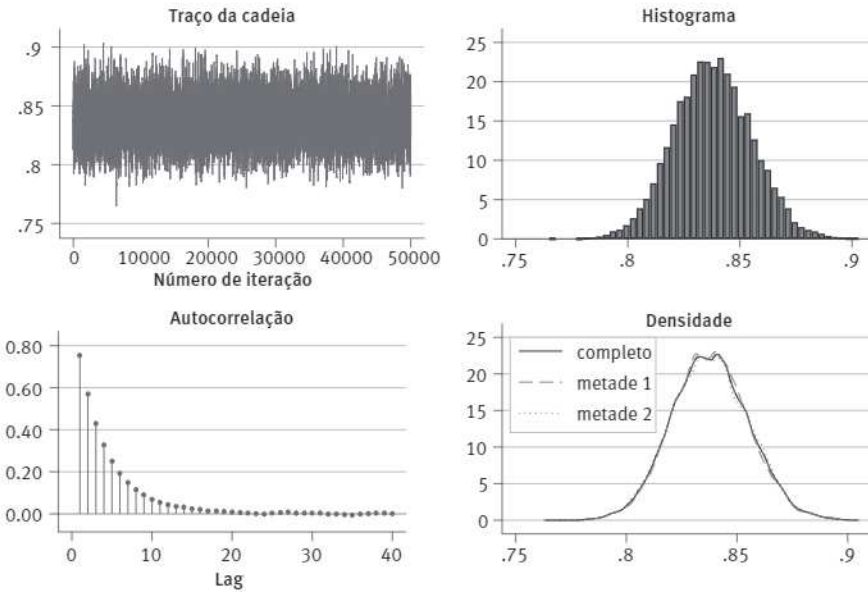 Traço da cadeia
.9
.85
.8
.75
0 10000 20000 30000 40000 50000
Número de iteração
Histograma
25
20
15
10
5
0
.75 .8 .85 .9
Autocorrelação
0.80
0.60
0.40
0.20
0.00
0 10 20 30 40
Lag
Densidade
25
20
15
10
5
0
completo
metade 1
metade 2
.75 .8 .85 .9